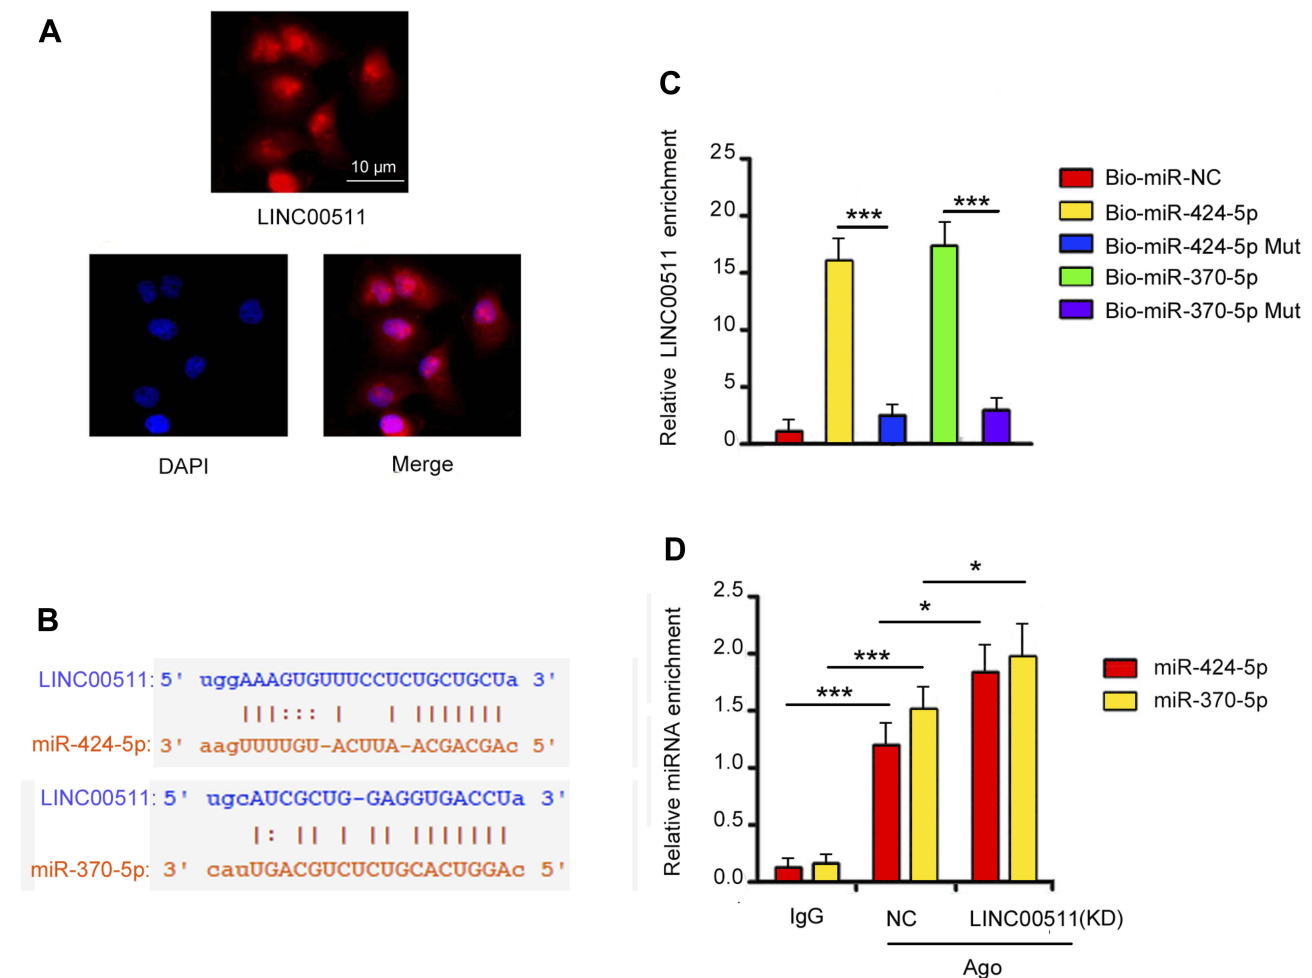 A
10 µm
LINC00511
DAPI
Merge
B
LINC00511: 5' uggAAAGUGUUUCCUCUGCUGCUa 3'
|||::: | | |||||||
miR-424-5p: 3' aagUUUUGU-ACUUA-ACGACGAc 5'
LINC00511: 5' ugcAUCGCUG-GAGGUGACCUa 3'
|: || | || |||||||
miR-370-5p: 3' cauUGACGUCUCUGCACUGGAc 5'
C
Relative LINC00511 enrichment
25
20
15
10
5
0
***
***
Bio-miR-NC
Bio-miR-424-5p
Bio-miR-424-5p Mut
Bio-miR-370-5p
Bio-miR-370-5p Mut
D
Relative miRNA enrichment
2.5
2.0
1.5
1.0
0.5
0.0
***
***
*
*
miR-424-5p
miR-370-5p
IgG
NC
LINC00511(KD)
Ago